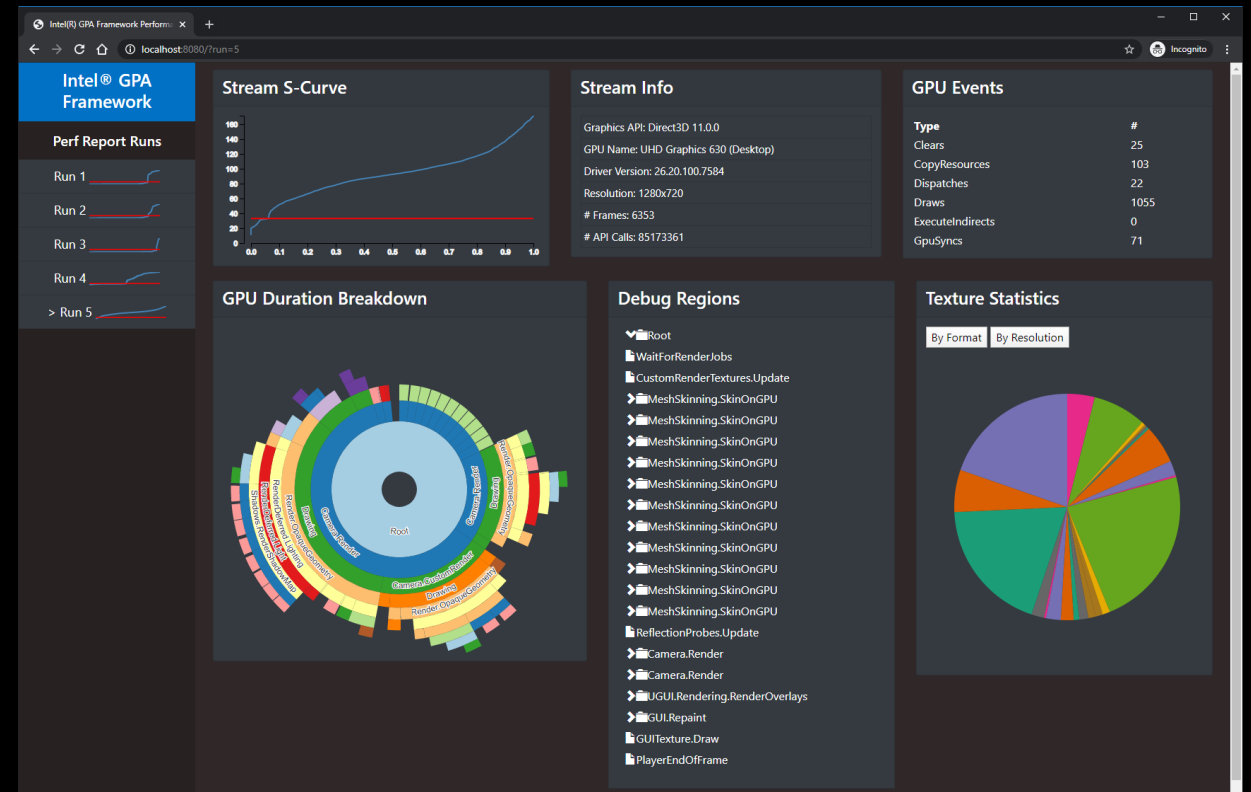 Intel(R) GPA Framework Performa
localhost:8080/?run=5
Incognito
Intel® GPA
Framework
Perf Report Runs
Run 1
Run 2
Run 3
Run 4
> Run 5
Stream S-Curve
160
140
120
100
80
60
40
20
0
0.0 0.1 0.2 0.3 0.4 0.5 0.6 0.7 0.8 0.9 1.0
Stream Info
Graphics API: Direct3D 11.0.0
GPU Name: UHD Graphics 630 (Desktop)
Driver Version: 26.20.100.7584
Resolution: 1280x720
# Frames: 6353
# API Calls: 85173361
GPU Events
Type #
Clears 25
CopyResources 103
Dispatches 22
Draws 1055
ExecuteIndirects 0
GpuSyncs 71
GPU Duration Breakdown
Root
Camera.Render
Camera.Render
Camera.CustomRender
Drawing
Drawing
Drawing
Render.OpaqueGeometry
Render.OpaqueGeometry
Render.OpaqueGeometry
RenderDeferred.Lighting
Shadows.RenderShadowMap
Debug Regions
Root
WaitForRenderJobs
CustomRenderTextures.Update
MeshSkinning.SkinOnGPU
MeshSkinning.SkinOnGPU
MeshSkinning.SkinOnGPU
MeshSkinning.SkinOnGPU
MeshSkinning.SkinOnGPU
MeshSkinning.SkinOnGPU
MeshSkinning.SkinOnGPU
MeshSkinning.SkinOnGPU
MeshSkinning.SkinOnGPU
MeshSkinning.SkinOnGPU
MeshSkinning.SkinOnGPU
ReflectionProbes.Update
Camera.Render
Camera.Render
UGUI.Rendering.RenderOverlays
GUI.Repaint
GUITexture.Draw
PlayerEndOfFrame
Texture Statistics
By Format By Resolution